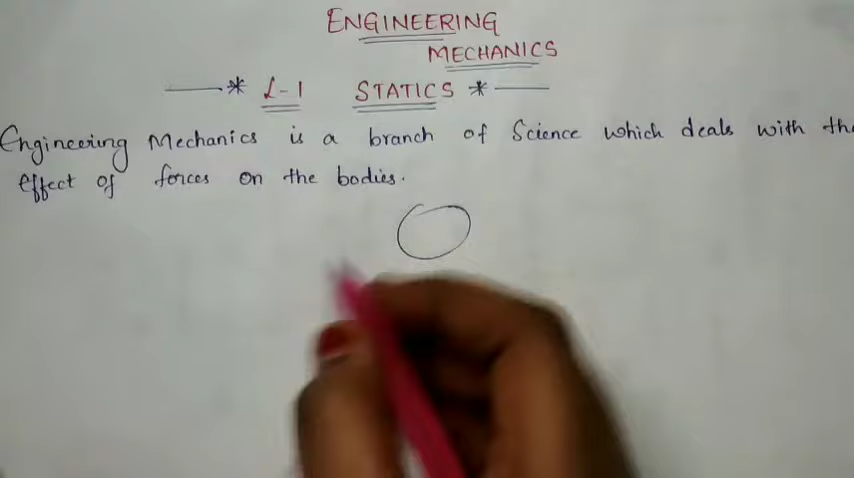 ENGINEERING
MECHANICS
* L-1 STATICS *
Engineering Mechanics is a branch of Science which deals with the
effect of forces on the bodies.